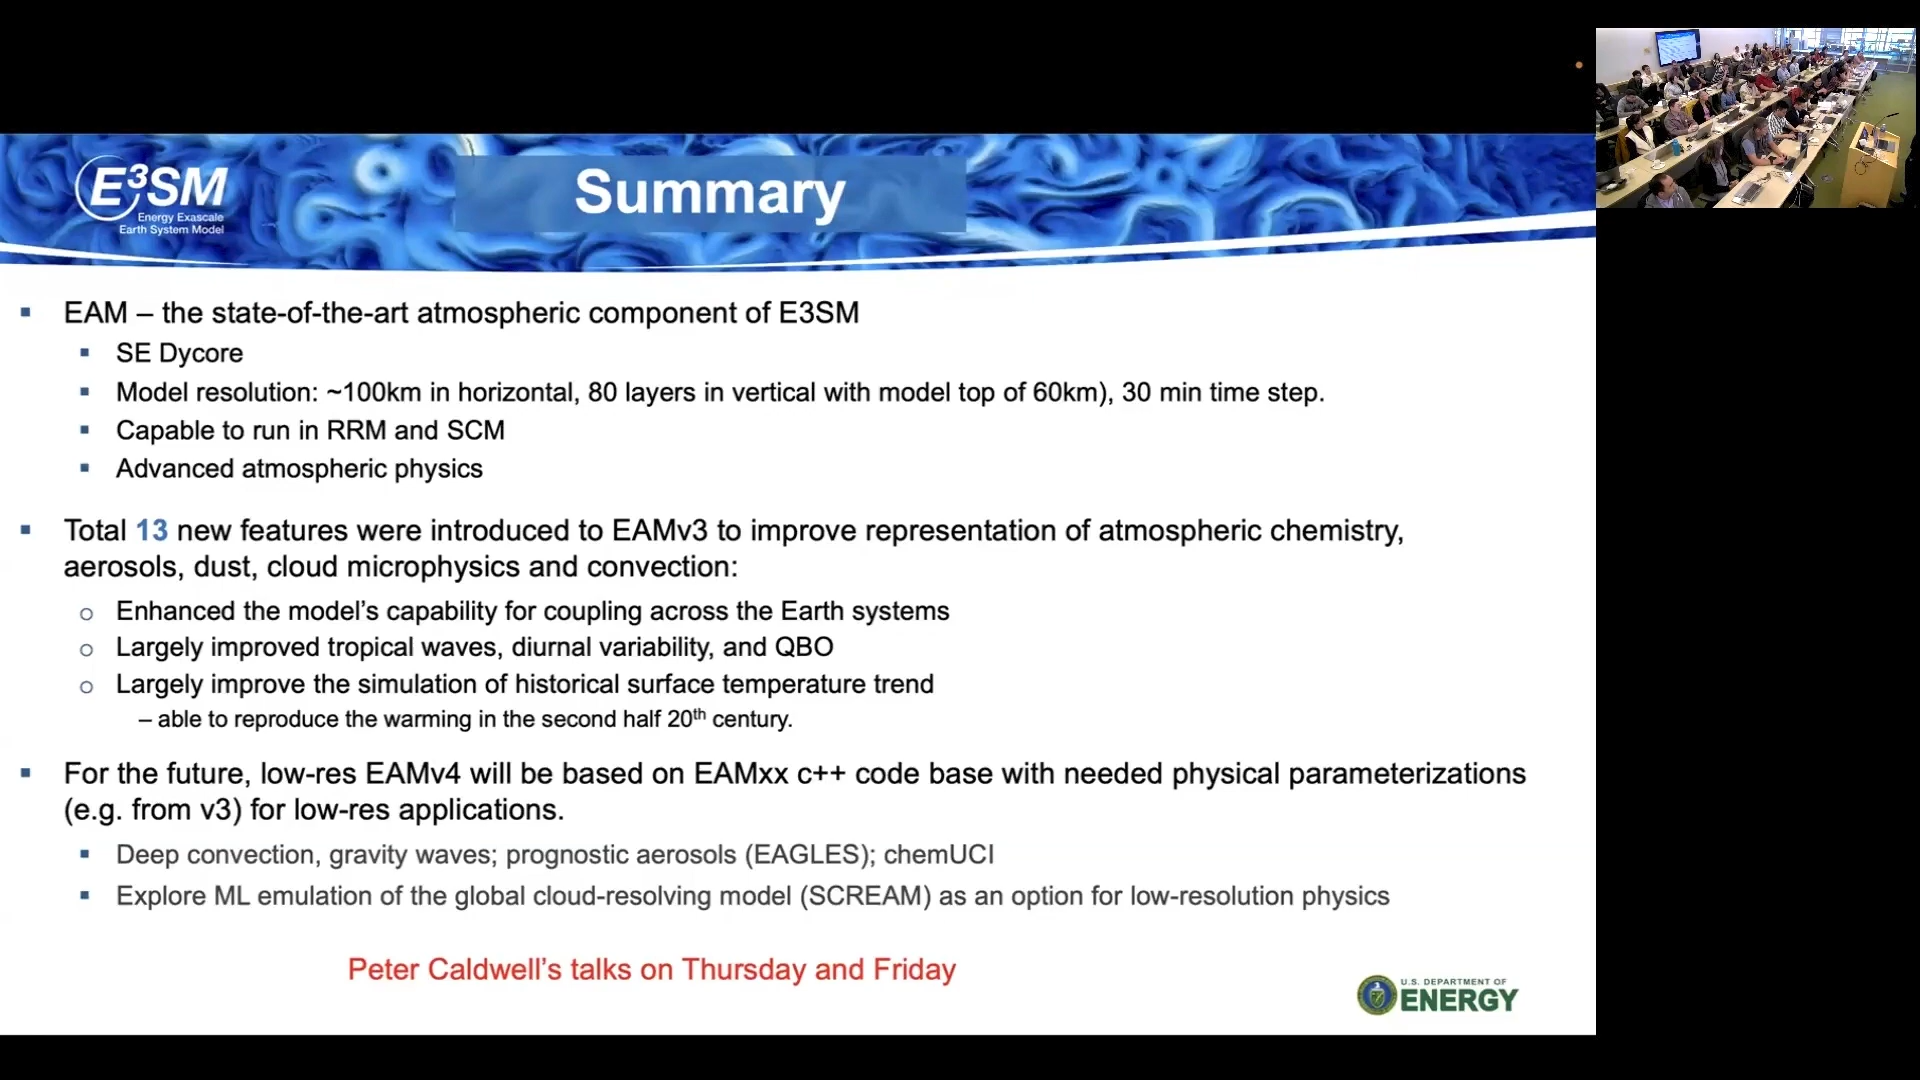 E3SM
Energy Exascale
Earth System Model
Summary
▪ EAM – the state-of-the-art atmospheric component of E3SM
▪ SE Dycore
▪ Model resolution: ~100km in horizontal, 80 layers in vertical with model top of 60km), 30 min time step.
▪ Capable to run in RRM and SCM
▪ Advanced atmospheric physics
▪ Total 13 new features were introduced to EAMv3 to improve representation of atmospheric chemistry,
aerosols, dust, cloud microphysics and convection:
o Enhanced the model’s capability for coupling across the Earth systems
o Largely improved tropical waves, diurnal variability, and QBO
o Largely improve the simulation of historical surface temperature trend
– able to reproduce the warming in the second half 20th century.
▪ For the future, low-res EAMv4 will be based on EAMxx c++ code base with needed physical parameterizations
(e.g. from v3) for low-res applications.
▪ Deep convection, gravity waves; prognostic aerosols (EAGLES); chemUCI
▪ Explore ML emulation of the global cloud-resolving model (SCREAM) as an option for low-resolution physics
Peter Caldwell’s talks on Thursday and Friday
U.S. DEPARTMENT OF
ENERGY